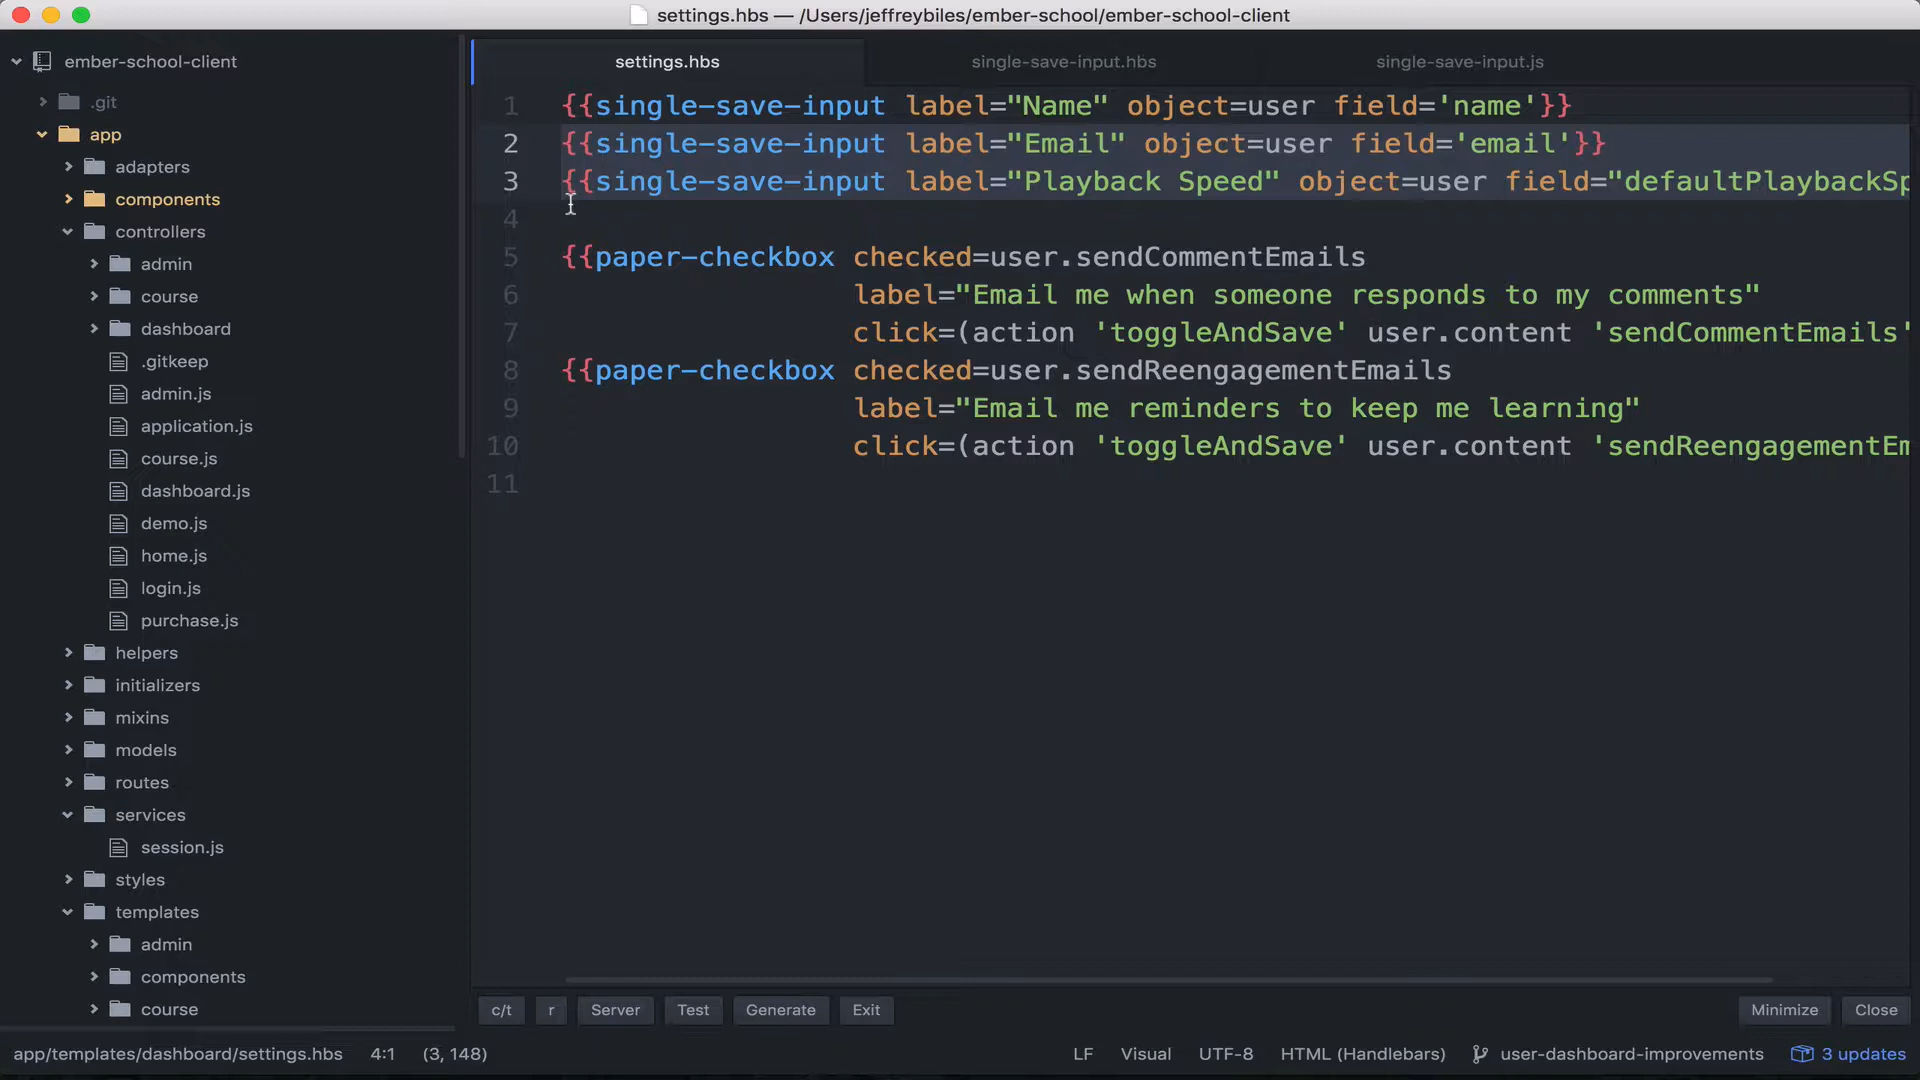 settings.hbs — /Users/jeffreybiles/ember-school/ember-school-client
ember-school-client
.git
app
adapters
components
controllers
admin
course
dashboard
.gitkeep
admin.js
application.js
course.js
dashboard.js
demo.js
home.js
login.js
purchase.js
helpers
initializers
mixins
models
routes
services
session.js
styles
templates
admin
components
course
settings.hbs
single-save-input.hbs
single-save-input.js
1 {{single-save-input label="Name" object=user field='name'}}
2 {{single-save-input label="Email" object=user field='email'}}
3 {{single-save-input label="Playback Speed" object=user field="defaultPlaybackSp
4
5 {{paper-checkbox checked=user.sendCommentEmails
6 label="Email me when someone responds to my comments"
7 click=(action 'toggleAndSave' user.content 'sendCommentEmails'
8 {{paper-checkbox checked=user.sendReengagementEmails
9 label="Email me reminders to keep me learning"
10 click=(action 'toggleAndSave' user.content 'sendReengagementEm
11
c/t r Server Test Generate Exit Minimize Close
app/templates/dashboard/settings.hbs 4:1 (3, 148) LF Visual UTF-8 HTML (Handlebars) user-dashboard-improvements 3 updates